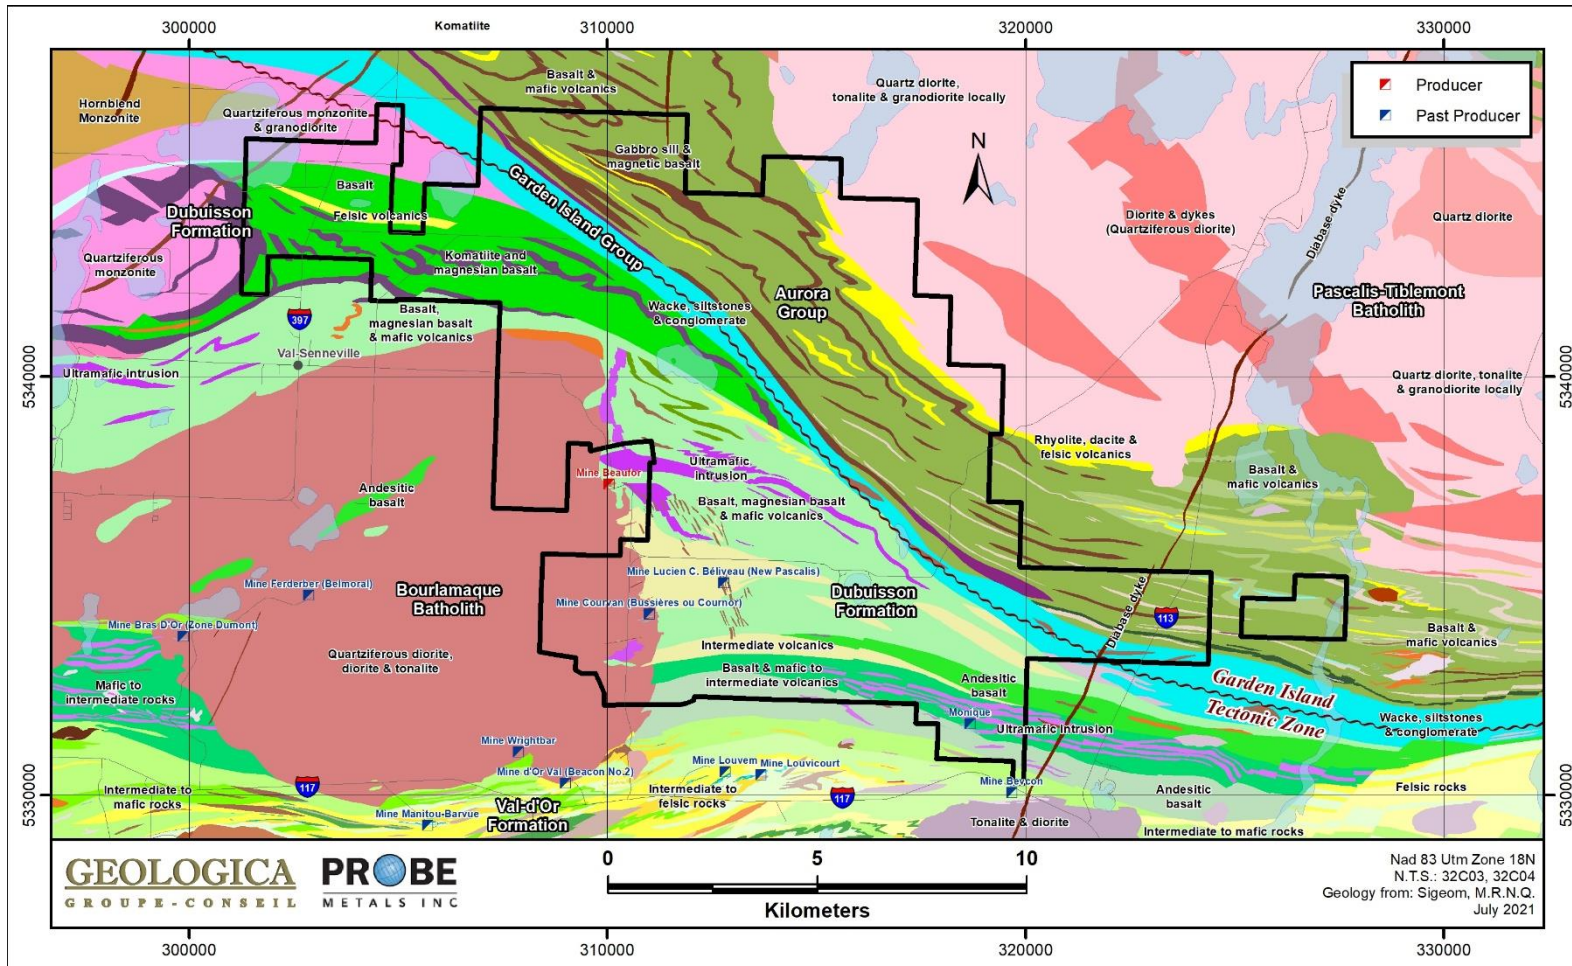 300000
Komatiite
310000
320000
330000
Producer
Past Producer
Basalt &
mafic volcanics
Quartz diorite,
tonalite & granodiorite locally
Hornblend
Monzonite
Quartziferous monzonite
& granodiorite
N
Gabbro sill &
magnetic basalt
Basalt
Garden Island Group
Dubuisson
Formation
Felsic volcanics
Diorite & dykes
(Quartziferous diorite)
Quartz diorite
Diabase dyke
Quartziferous
monzonite
Komatiite and
magnesian basalt
Aurora
Group
Pascalis-Tiblemont
Batholith
Wacke, siltstones
& conglomerate
397
Basalt,
magnesian basalt
& mafic volcanics
Val-Senneville
Ultramafic intrusion
5340000
5340000
Quartz diorite, tonalite
& granodiorite locally
Rhyolite, dacite &
felsic volcanics
Mine Beaufor
Ultramafic
intrusion
Basalt &
mafic volcanics
Andesitic
basalt
Basalt, magnesian basalt
& mafic volcanics
Mine Lucien C. Béliveau (New Pascalis)
Mine Ferderber (Belmoral)
Bourlamaque
Batholith
Mine Courvan (Bussières ou Cournor)
Dubuisson
Formation
Diabase dyke
113
Mine Bras D'Or (Zone Dumont)
Intermediate volcanics
Basalt &
mafic volcanics
Quartziferous diorite,
diorite & tonalite
Basalt & mafic to
intermediate volcanics
Andesitic
basalt
Garden Island
Tectonic Zone
Mafic to
intermediate rocks
Monique
Ultramafic Intrusion
Wacke, siltstones
& conglomerate
Mine Wrightbar
Mine Louvem
Mine Louvicourt
Mine d'Or Val (Beacon No.2)
Mine Bevcon
117
Intermediate to
mafic rocks
Intermediate to
felsic rocks
117
Andesitic
basalt
Felsic rocks
5330000
5330000
Mine Manitou-Barvue
Val-d'Or
Formation
Tonalite & diorite
Intermediate to mafic rocks
GEOLOGICA
GROUPE-CONSEIL
PROBE
METALS INC
0
5
10
Kilometers
Nad 83 Utm Zone 18N
N.T.S.: 32C03, 32C04
Geology from: Sigeom, M.R.N.Q.
July 2021
300000
310000
320000
330000